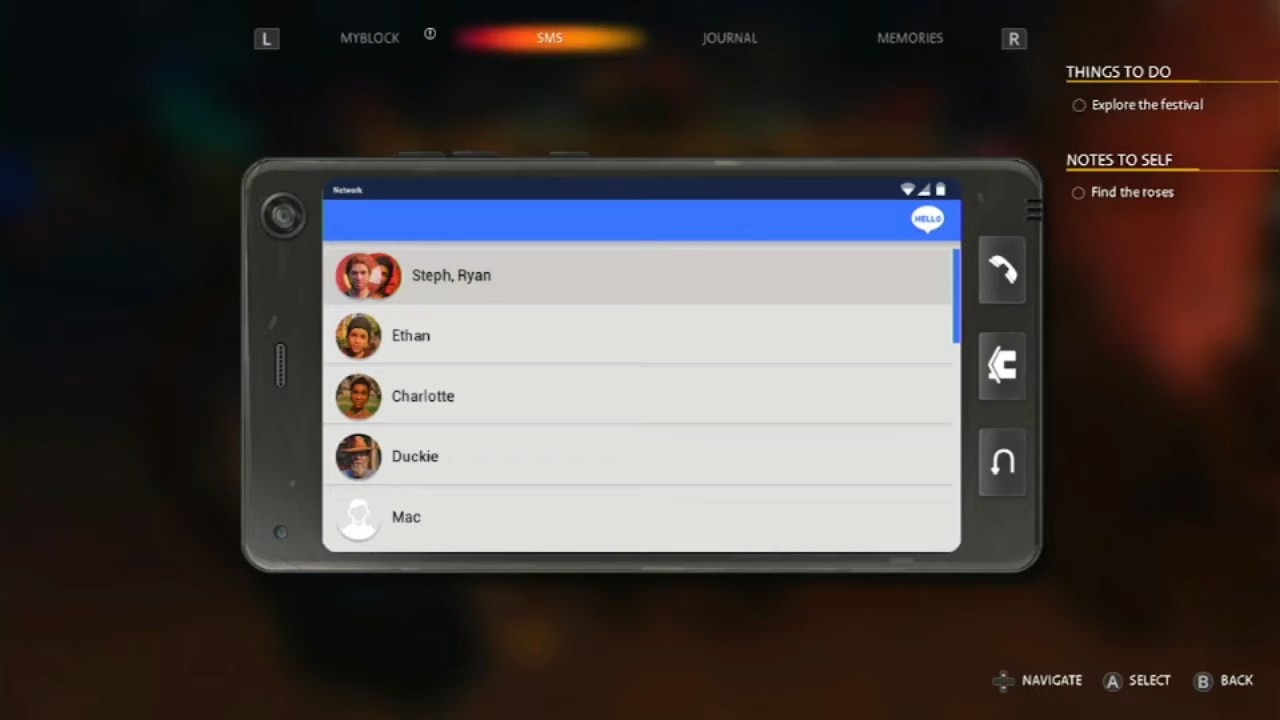 L
MYBLOCK
SMS
JOURNAL
MEMORIES
R
THINGS TO DO
Explore the festival
NOTES TO SELF
Find the roses
Network
HELLO
Steph, Ryan
Ethan
Charlotte
Duckie
Mac
NAVIGATE
A SELECT
B BACK